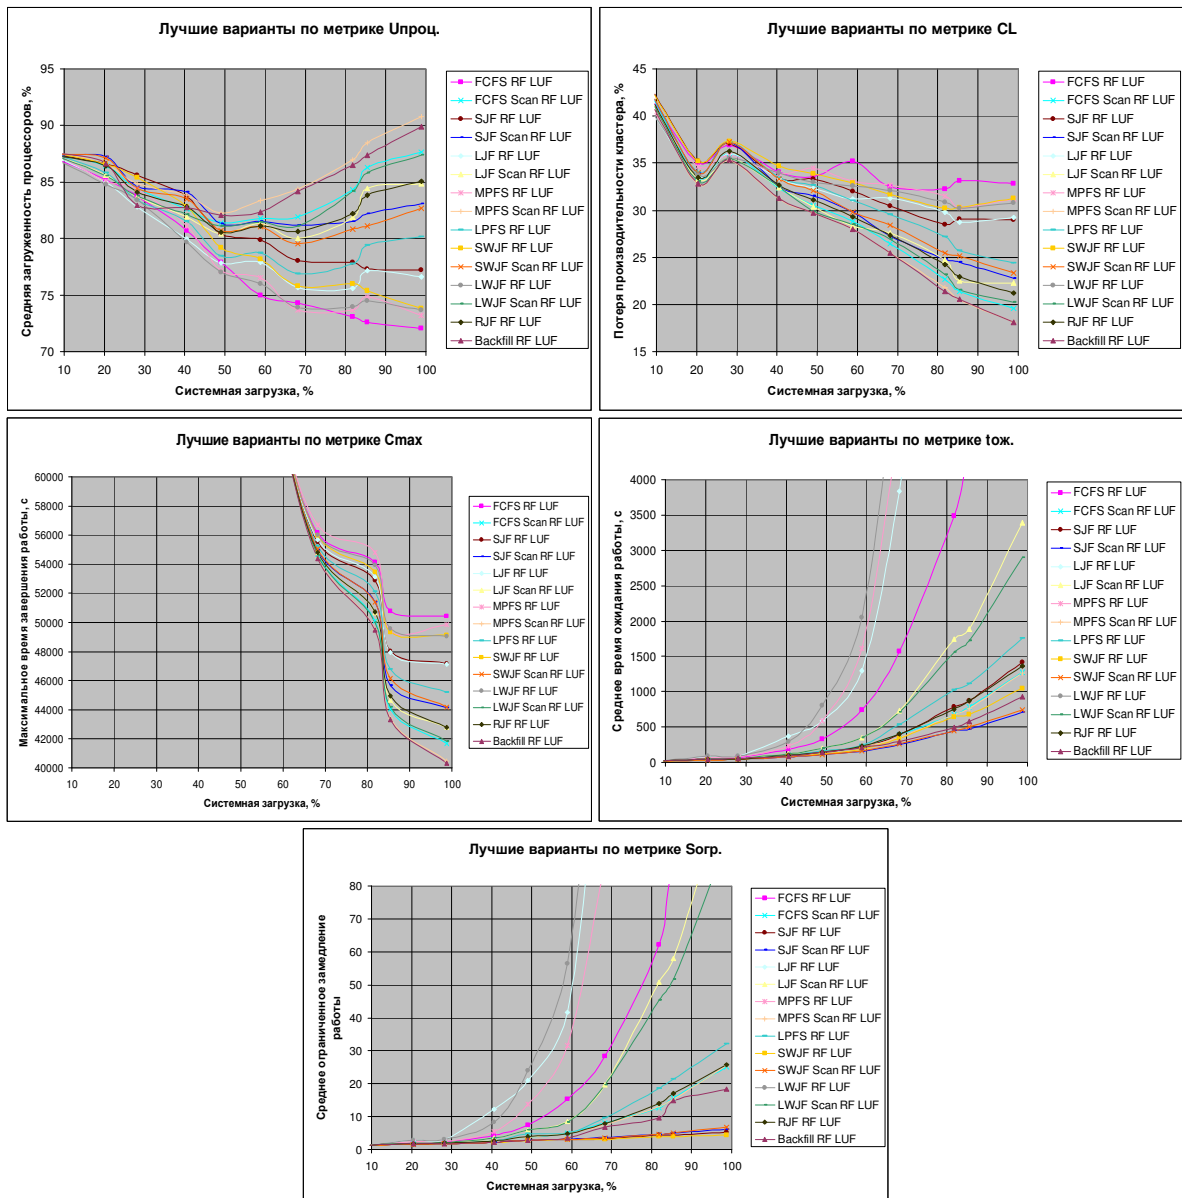 Лучшие варианты по метрике Uпроц.
Средняя загруженность процессоров, %
95
90
85
80
75
70
10 20 30 40 50 60 70 80 90 100
Системная загрузка, %
FCFS RF LUF
FCFS Scan RF LUF
SJF RF LUF
SJF Scan RF LUF
LJF RF LUF
LJF Scan RF LUF
MPFS RF LUF
MPFS Scan RF LUF
LPFS RF LUF
SWJF RF LUF
SWJF Scan RF LUF
LWJF RF LUF
LWJF Scan RF LUF
RJF RF LUF
Backfill RF LUF
Лучшие варианты по метрике CL
Потеря производительности кластера, %
45
40
35
30
25
20
15
10 20 30 40 50 60 70 80 90 100
Системная загрузка, %
FCFS RF LUF
FCFS Scan RF LUF
SJF RF LUF
SJF Scan RF LUF
LJF RF LUF
LJF Scan RF LUF
MPFS RF LUF
MPFS Scan RF LUF
LPFS RF LUF
SWJF RF LUF
SWJF Scan RF LUF
LWJF RF LUF
LWJF Scan RF LUF
RJF RF LUF
Backfill RF LUF
Лучшие варианты по метрике Cmax
Максимальное время завершения работы, с
60000
58000
56000
54000
52000
50000
48000
46000
44000
42000
40000
10 20 30 40 50 60 70 80 90 100
Системная загрузка, %
FCFS RF LUF
FCFS Scan RF LUF
SJF RF LUF
SJF Scan RF LUF
LJF RF LUF
LJF Scan RF LUF
MPFS RF LUF
MPFS Scan RF LUF
LPFS RF LUF
SWJF RF LUF
SWJF Scan RF LUF
LWJF RF LUF
LWJF Scan RF LUF
RJF RF LUF
Backfill RF LUF
Лучшие варианты по метрике tож.
Среднее время ожидания работы, с
4000
3500
3000
2500
2000
1500
1000
500
0
10 20 30 40 50 60 70 80 90 100
Системная загрузка, %
FCFS RF LUF
FCFS Scan RF LUF
SJF RF LUF
SJF Scan RF LUF
LJF RF LUF
LJF Scan RF LUF
MPFS RF LUF
MPFS Scan RF LUF
LPFS RF LUF
SWJF RF LUF
SWJF Scan RF LUF
LWJF RF LUF
LWJF Scan RF LUF
RJF RF LUF
Backfill RF LUF
Лучшие варианты по метрике Sогр.
Среднее ограниченное замедление
работы
80
70
60
50
40
30
20
10
0
10 20 30 40 50 60 70 80 90 100
Системная загрузка, %
FCFS RF LUF
FCFS Scan RF LUF
SJF RF LUF
SJF Scan RF LUF
LJF RF LUF
LJF Scan RF LUF
MPFS RF LUF
MPFS Scan RF LUF
LPFS RF LUF
SWJF RF LUF
SWJF Scan RF LUF
LWJF RF LUF
LWJF Scan RF LUF
RJF RF LUF
Backfill RF LUF